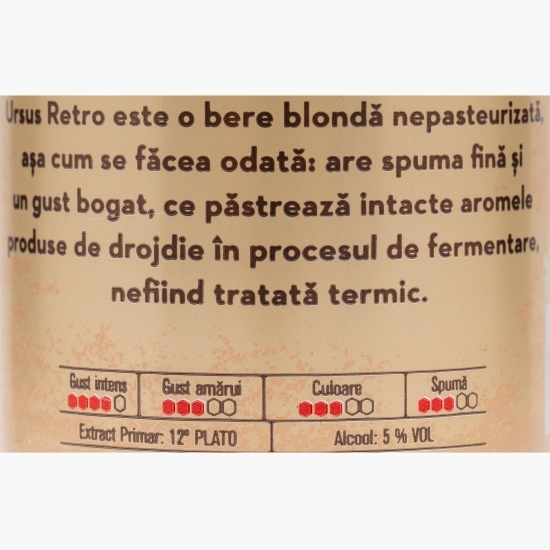 Ursus Retro este o bere blondă nepasteurizată,
așa cum se făcea odată: are spuma fină și
un gust bogat, ce păstrează intacte aromele
produse de drojdie în procesul de fermentare,
nefiind tratată termic.
Gust intens Gust amărui Culoare Spumă
Extract Primar: 12° PLATO Alcool: 5 % VOL